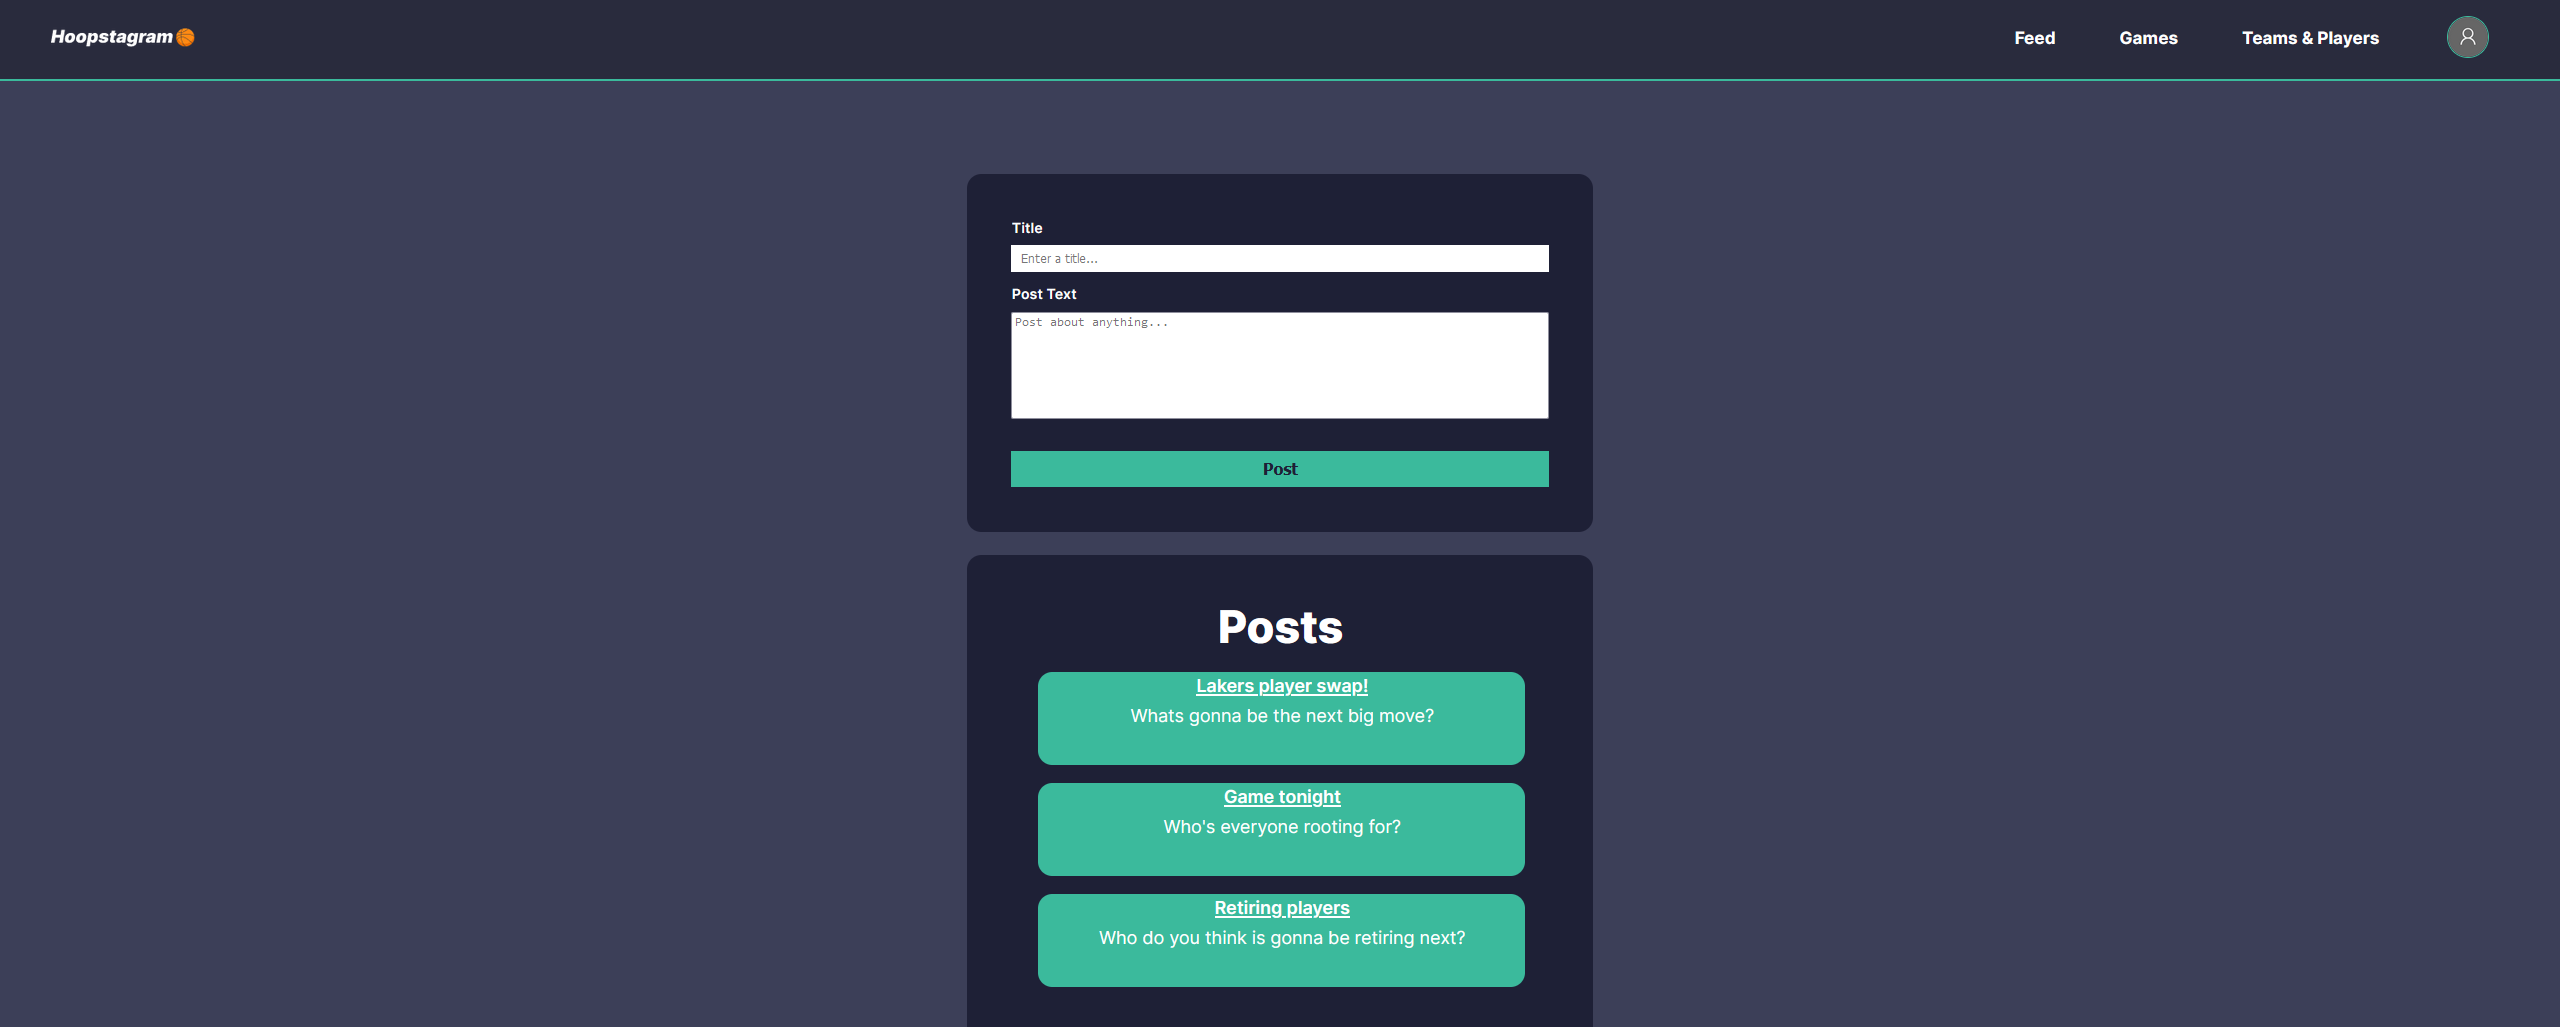 Hoopstagram🏀
Feed Games Teams & Players
Title
Enter a title...
Post Text
Post about anything...
Post
Posts
Lakers player swap!
Whats gonna be the next big move?
Game tonight
Who's everyone rooting for?
Retiring players
Who do you think is gonna be retiring next?